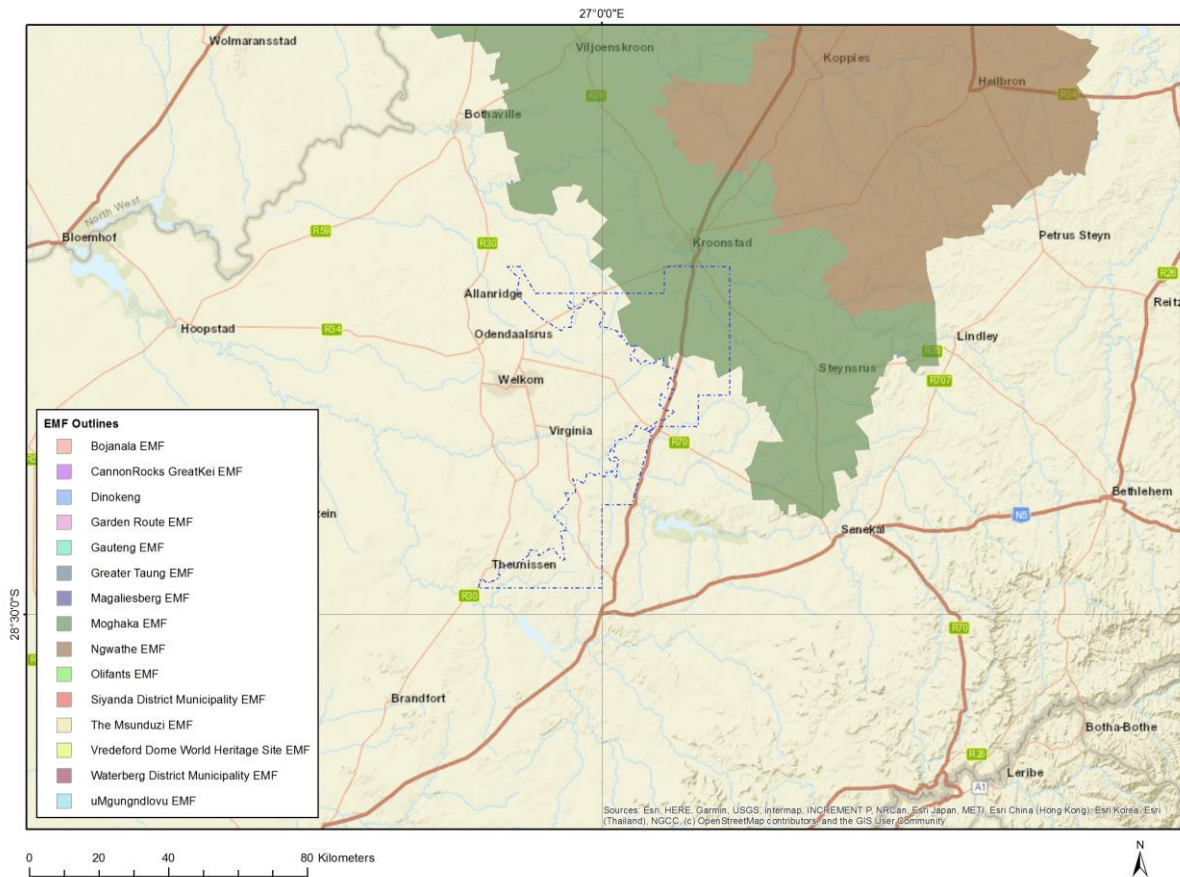 27°0'0"E
Wolmaransstad
Viljoenskroon
Koppies
Heilbron
R76
R34
Bothaville
North West
R59
Bloemhof
R30
Kroonstad
Petrus Steyn
R26
Allanridge
Reitz
Hoopstad
R34
Odendaalsrus
Lindley
Welkom
Steynsrus
R707
Virginia
R70
Bethlehem
N5
tein
Senekal
Theunissen
R30
28°30'0"S
R70
Brandfort
Botha-Bothe
R26
Leribe
A1
EMF Outlines
Bojanala EMF
CannonRocks GreatKei EMF
Dinokeng
Garden Route EMF
Gauteng EMF
Greater Taung EMF
Magaliesberg EMF
Moghaka EMF
Ngwathe EMF
Olifants EMF
Siyanda District Municipality EMF
The Msunduzi EMF
Vredeford Dome World Heritage Site EMF
Waterberg District Municipality EMF
uMgungndlovu EMF
Sources: Esri, HERE, Garmin, USGS, Intermap, INCREMENT P, NRCan, Esri Japan, METI, Esri China (Hong Kong), Esri Korea, Esri
(Thailand), NGCC, (c) OpenStreetMap contributors, and the GIS User Community
0 20 40 80 Kilometers
N